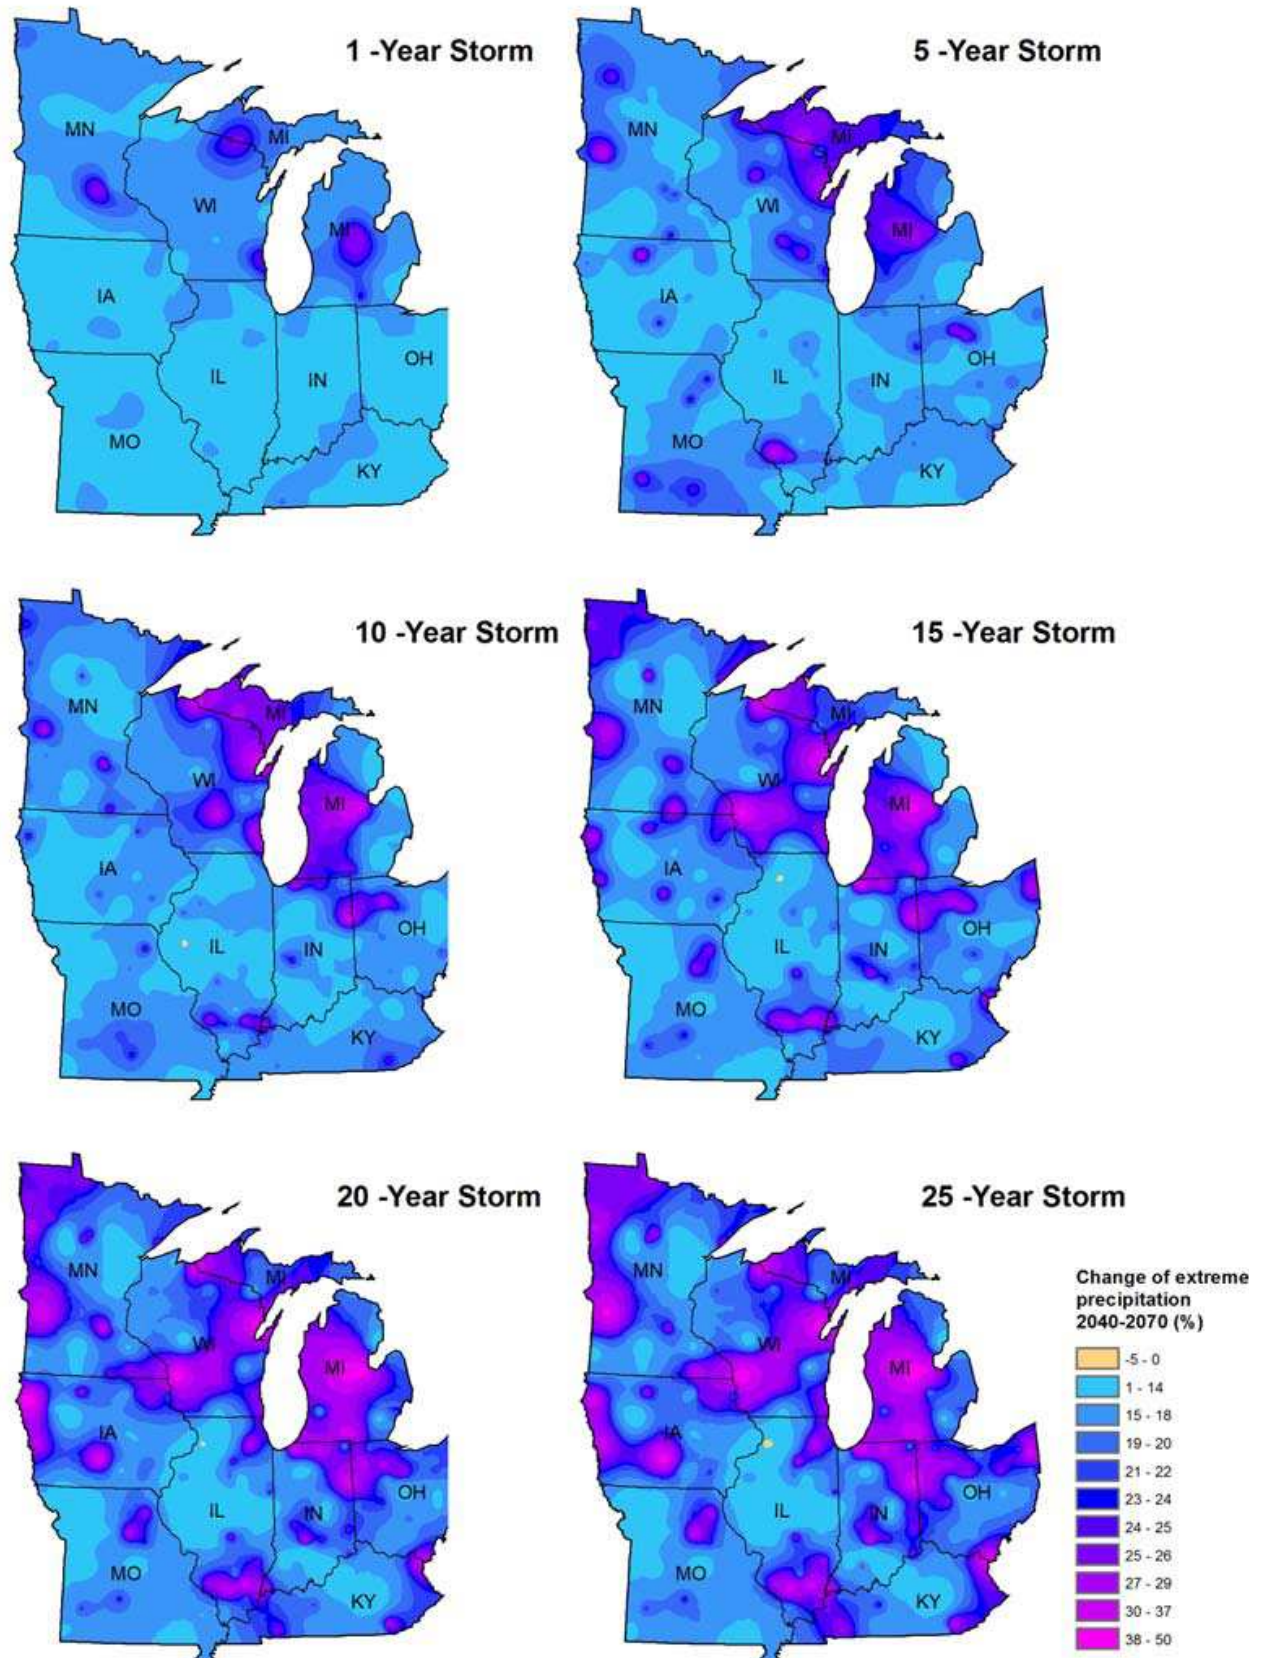 1 -Year Storm
5 -Year Storm
MN
MI
WI
MI
IA
IL
IN
OH
MO
KY
MN
MI
WI
MI
IA
IL
IN
OH
MO
KY
10 -Year Storm
15 -Year Storm
MN
MI
WI
MI
IA
IL
IN
OH
MO
KY
MN
MI
WI
MI
IA
IL
IN
OH
MO
KY
20 -Year Storm
25 -Year Storm
MN
MI
WI
MI
IA
IL
IN
OH
MO
KY
MN
MI
WI
MI
IA
IL
IN
OH
MO
KY
Change of extreme
precipitation
2040-2070 (%)
-5 - 0
1 - 14
15 - 18
19 - 20
21 - 22
23 - 24
24 - 25
25 - 26
27 - 29
30 - 37
38 - 50